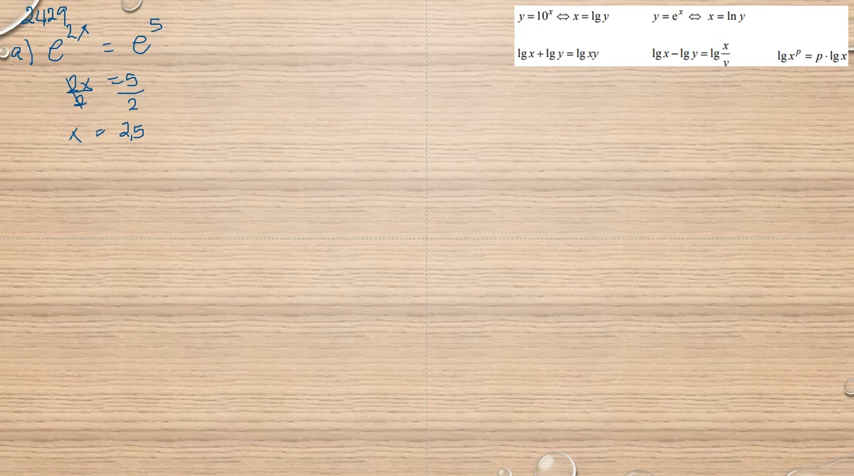 2429
a) e^{2x} = e^5
2x/2 = 5/2
x = 2,5
y = 10^x ⇔ x = lg y    y = e^x ⇔ x = ln y
lg x + lg y = lg xy    lg x − lg y = lg x/y    lg x^p = p · lg x